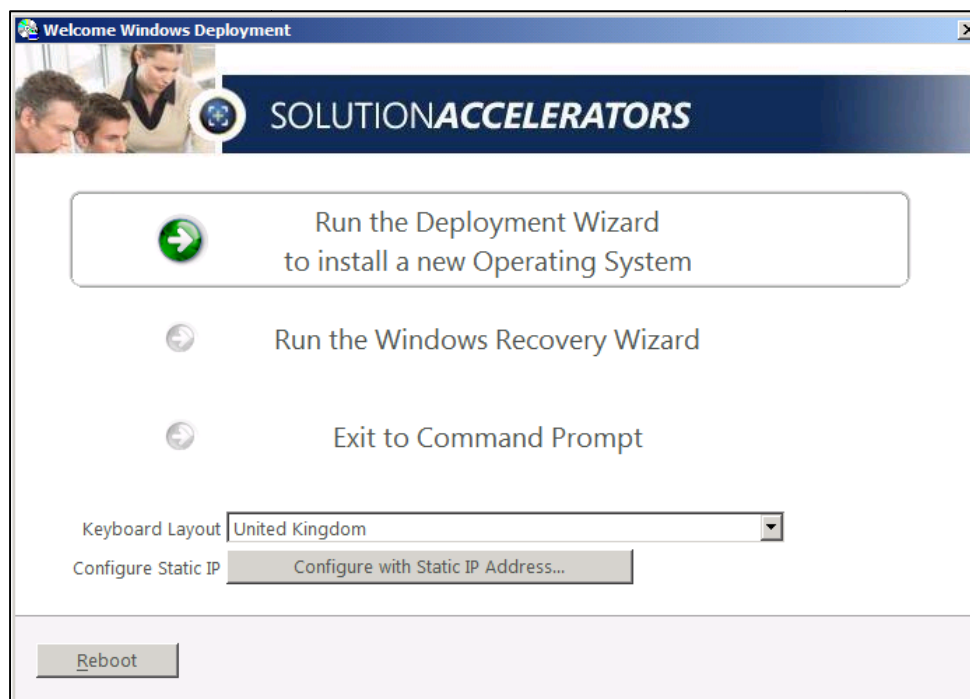 Welcome Windows Deployment
SOLUTIONACCELERATORS
Run the Deployment Wizard
to install a new Operating System
Run the Windows Recovery Wizard
Exit to Command Prompt
Keyboard Layout United Kingdom
Configure Static IP Configure with Static IP Address...
Reboot